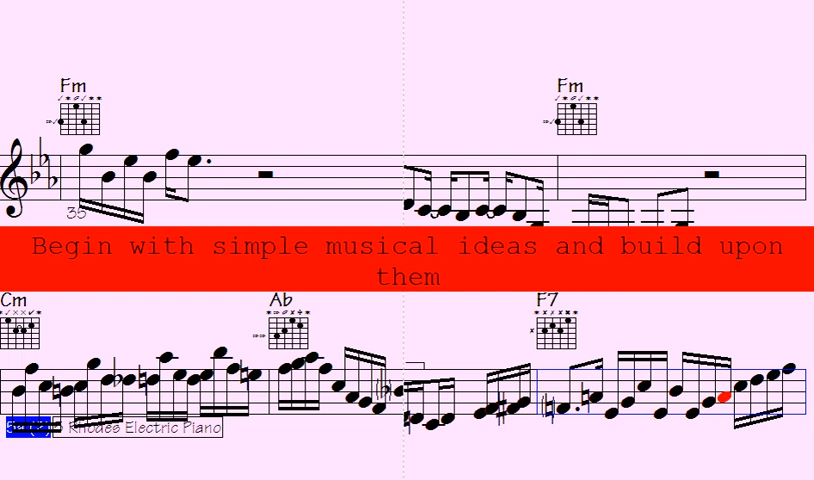 Fm Fm
35
Begin with simple musical ideas and build upon
them
Cm Ab F7
Rhodes Electric Piano